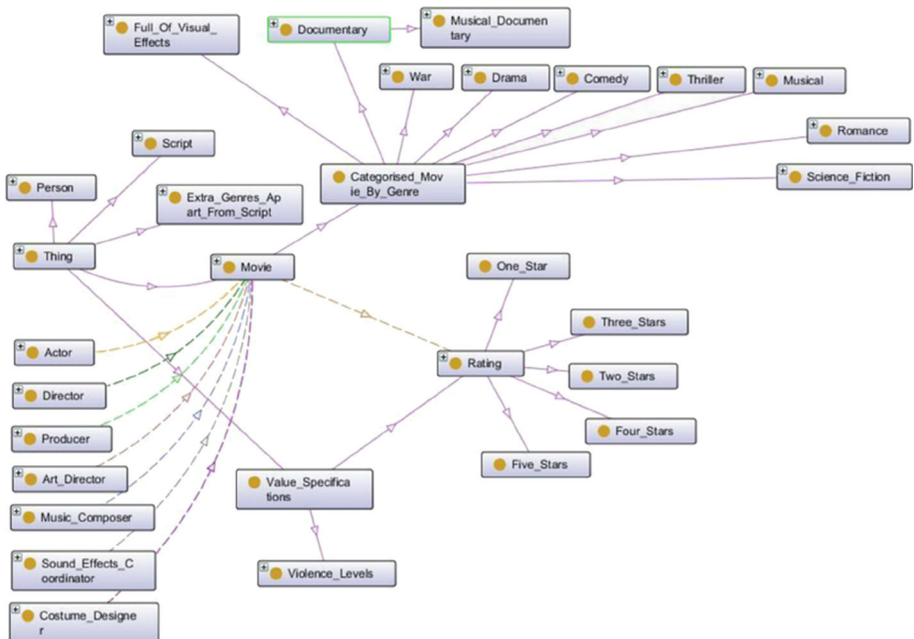 Full_Of_Visual_
Effects
Documentary
Musical_Documen
tary
War
Drama
Comedy
Thriller
Musical
Romance
Science_Fiction
Script
Person
Extra_Genres_Ap
art_From_Script
Categorised_Mov
ie_By_Genre
Thing
Movie
One_Star
Three_Stars
Actor
Rating
Two_Stars
Director
Four_Stars
Producer
Five_Stars
Art_Director
Value_Specifica
tions
Music_Composer
Sound_Effects_C
oordinator
Violence_Levels
Costume_Designe
r